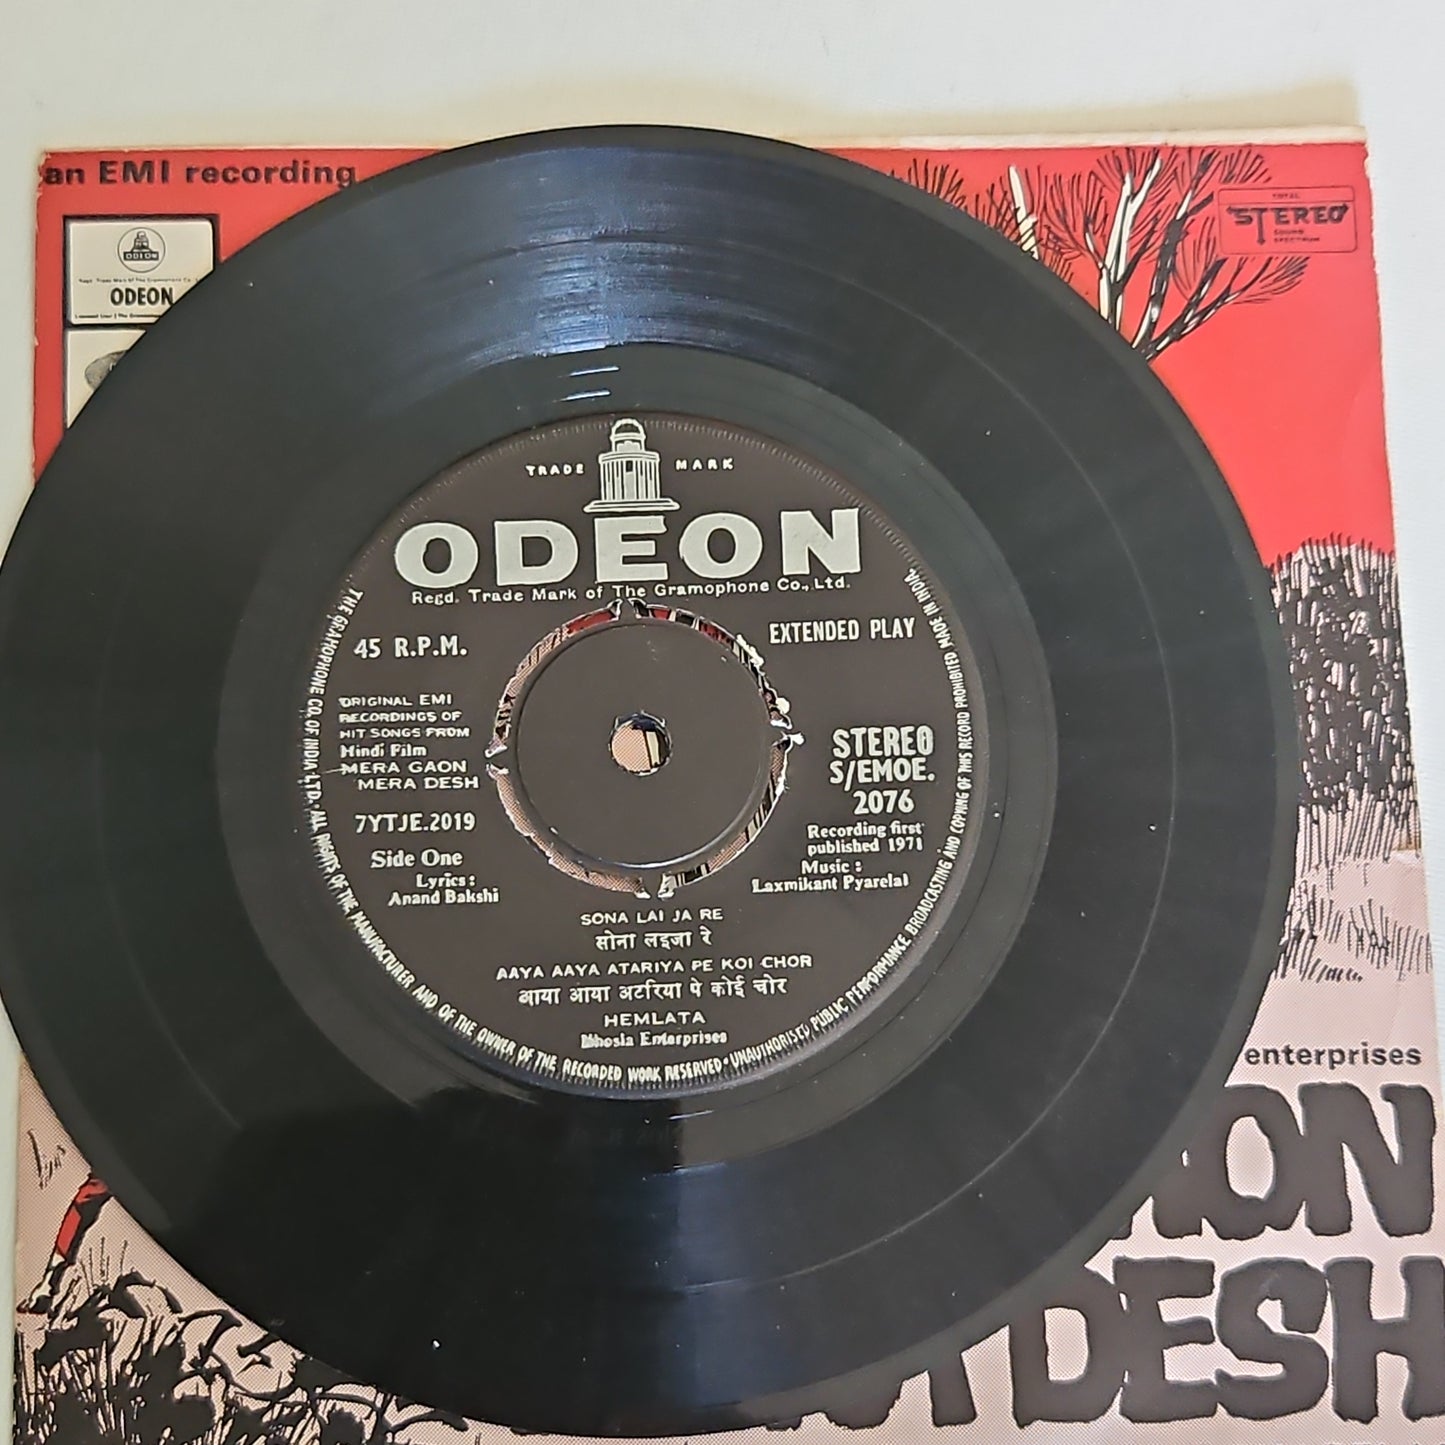 an EMI recording
TOTAL
STEREO
SOUND
SPECTRUM
ODEON
ODEON
TRADE MARK
ODEON
Regd. Trade Mark of The Gramophone Co., Ltd.
45 R.P.M.
EXTENDED PLAY
ORIGINAL EMI
RECORDINGS OF
HIT SONGS FROM
Hindi Film
MERA GAON
MERA DESH
7YTJE.2019
Side One
Lyrics :
Anand Bakshi
STEREO
S/EMOE.
2076
Recording first
published 1971
Music :
Laxmikant Pyarelal
SONA LAI JA RE
सोना लइजा रे
AAYA AAYA ATARIYA PE KOI CHOR
आया आया अटरिया पे कोई चोर
HEMLATA
Bhosla Enterprises
THE GRAMOPHONE CO. OF INDIA LTD. ALL RIGHTS OF THE MANUFACTURER AND OF THE OWNER OF THE RECORDED WORK RESERVED · UNAUTHORISED PUBLIC PERFORMANCE BROADCASTING AND COPYING OF THIS RECORD PROHIBITED MADE IN INDIA.
enterprises
AON
DESH